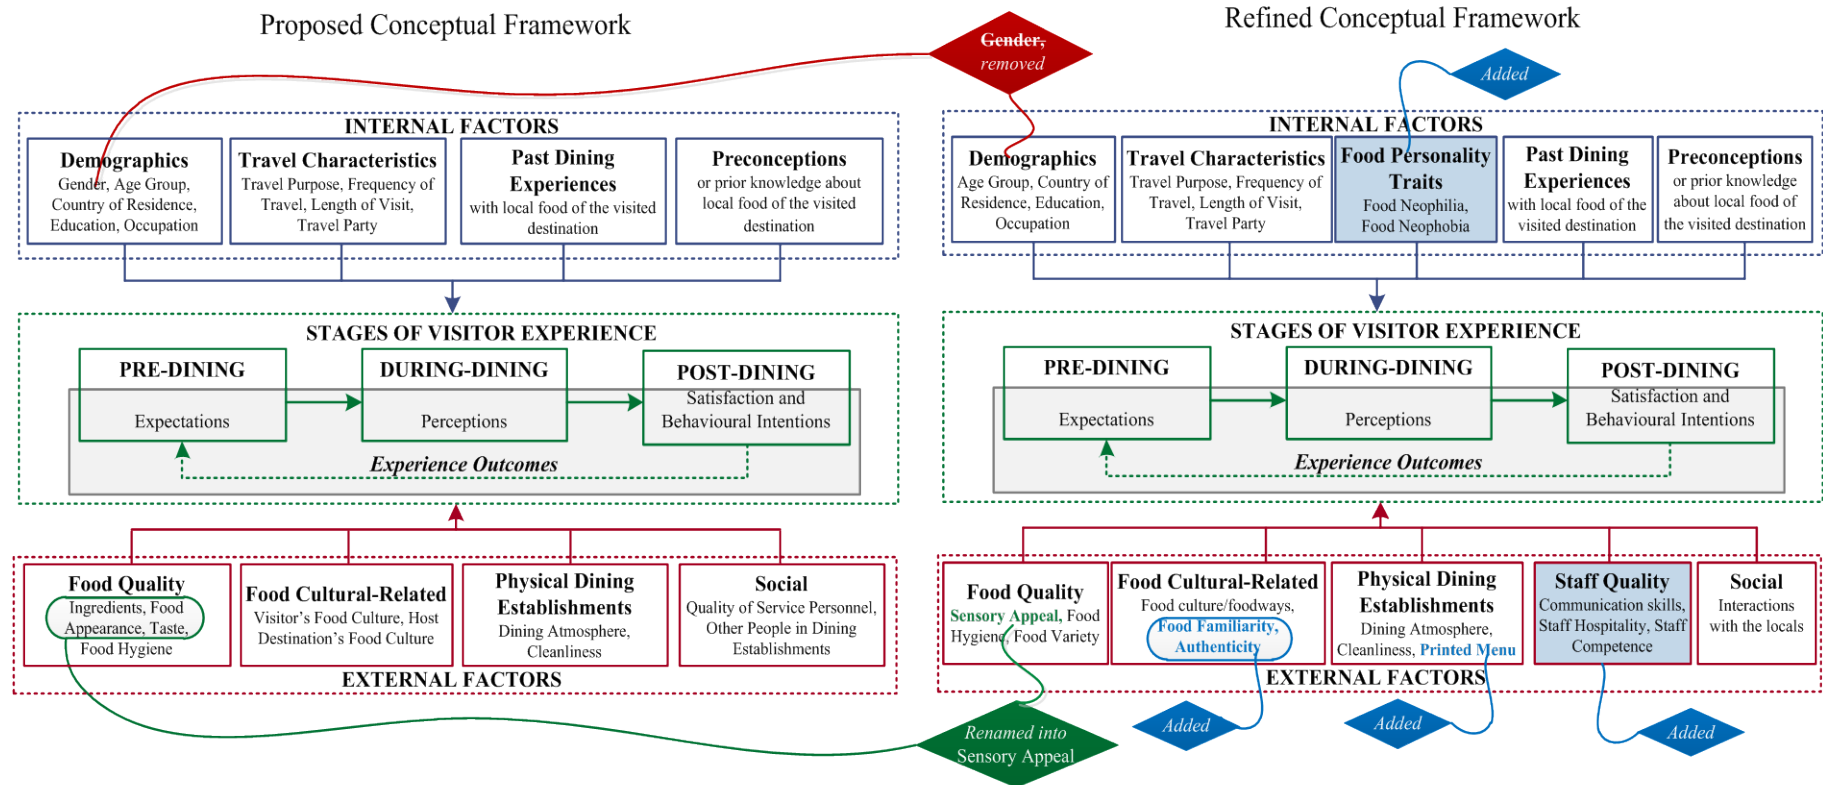 Proposed Conceptual Framework
Refined Conceptual Framework
Gender,
removed
Added
INTERNAL FACTORS
Demographics
Gender, Age Group,
Country of Residence,
Education, Occupation
Travel Characteristics
Travel Purpose, Frequency of
Travel, Length of Visit,
Travel Party
Past Dining
Experiences
with local food of the visited
destination
Preconceptions
or prior knowledge about
local food of the visited
destination
STAGES OF VISITOR EXPERIENCE
PRE-DINING
Expectations
DURING-DINING
Perceptions
POST-DINING
Satisfaction and
Behavioural Intentions
Experience Outcomes
Food Quality
Ingredients, Food
Appearance, Taste,
Food Hygiene
Food Cultural-Related
Visitor's Food Culture, Host
Destination's Food Culture
Physical Dining
Establishments
Dining Atmosphere,
Cleanliness
Social
Quality of Service Personnel,
Other People in Dining
Establishments
EXTERNAL FACTORS
INTERNAL FACTORS
Demographics
Age Group, Country of
Residence, Education,
Occupation
Travel Characteristics
Travel Purpose, Frequency of
Travel, Length of Visit,
Travel Party
Food Personality
Traits
Food Neophilia,
Food Neophobia
Past Dining
Experiences
with local food of the
visited destination
Preconceptions
or prior knowledge
about local food of
the visited destination
STAGES OF VISITOR EXPERIENCE
PRE-DINING
Expectations
DURING-DINING
Perceptions
POST-DINING
Satisfaction and
Behavioural Intentions
Experience Outcomes
Food Quality
Sensory Appeal, Food
Hygiene, Food Variety
Food Cultural-Related
Food culture/foodways,
Food Familiarity,
Authenticity
Physical Dining
Establishments
Dining Atmosphere,
Cleanliness, Printed Menu
Staff Quality
Communication skills,
Staff Hospitality, Staff
Competence
Social
Interactions
with the locals
EXTERNAL FACTORS
Renamed into
Sensory Appeal
Added
Added
Added